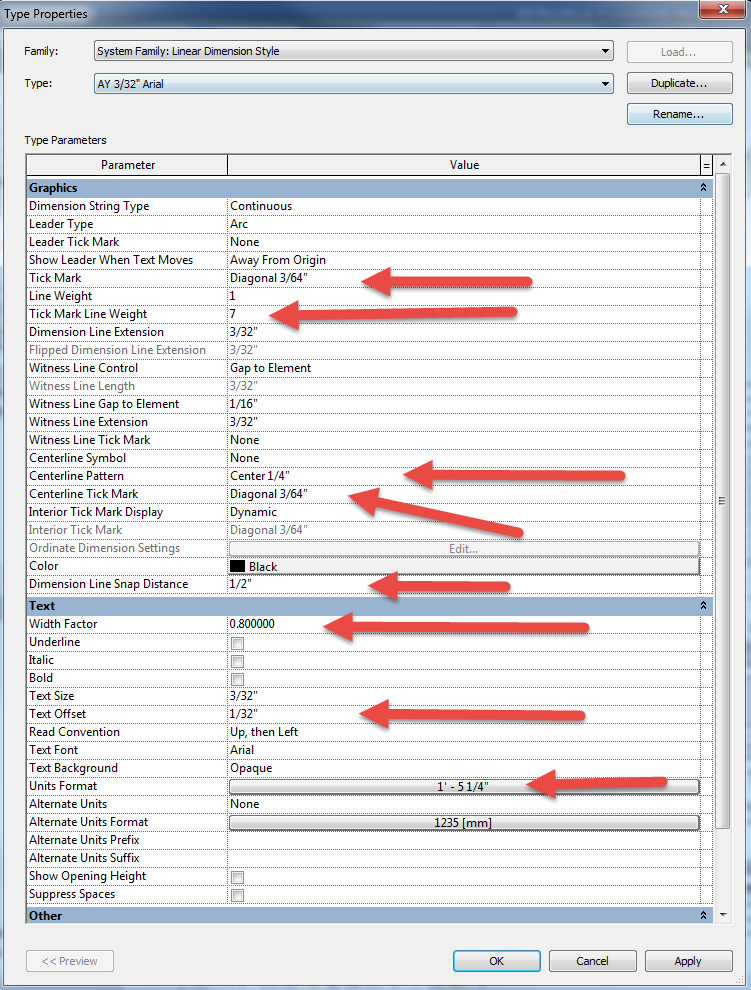 Type Properties
Family: System Family: Linear Dimension Style Load...
Type: AY 3/32" Arial Duplicate...
Rename...
Type Parameters
Parameter Value =
Graphics
Dimension String Type Continuous
Leader Type Arc
Leader Tick Mark None
Show Leader When Text Moves Away From Origin
Tick Mark Diagonal 3/64"
Line Weight 1
Tick Mark Line Weight 7
Dimension Line Extension 3/32"
Flipped Dimension Line Extension 3/32"
Witness Line Control Gap to Element
Witness Line Length 3/32"
Witness Line Gap to Element 1/16"
Witness Line Extension 3/32"
Witness Line Tick Mark None
Centerline Symbol None
Centerline Pattern Center 1/4"
Centerline Tick Mark Diagonal 3/64"
Interior Tick Mark Display Dynamic
Interior Tick Mark Diagonal 3/64"
Ordinate Dimension Settings Edit...
Color Black
Dimension Line Snap Distance 1/2"
Text
Width Factor 0.800000
Underline
Italic
Bold
Text Size 3/32"
Text Offset 1/32"
Read Convention Up, then Left
Text Font Arial
Text Background Opaque
Units Format 1' - 5 1/4"
Alternate Units None
Alternate Units Format 1235 [mm]
Alternate Units Prefix
Alternate Units Suffix
Show Opening Height
Suppress Spaces
Other
<< Preview OK Cancel Apply